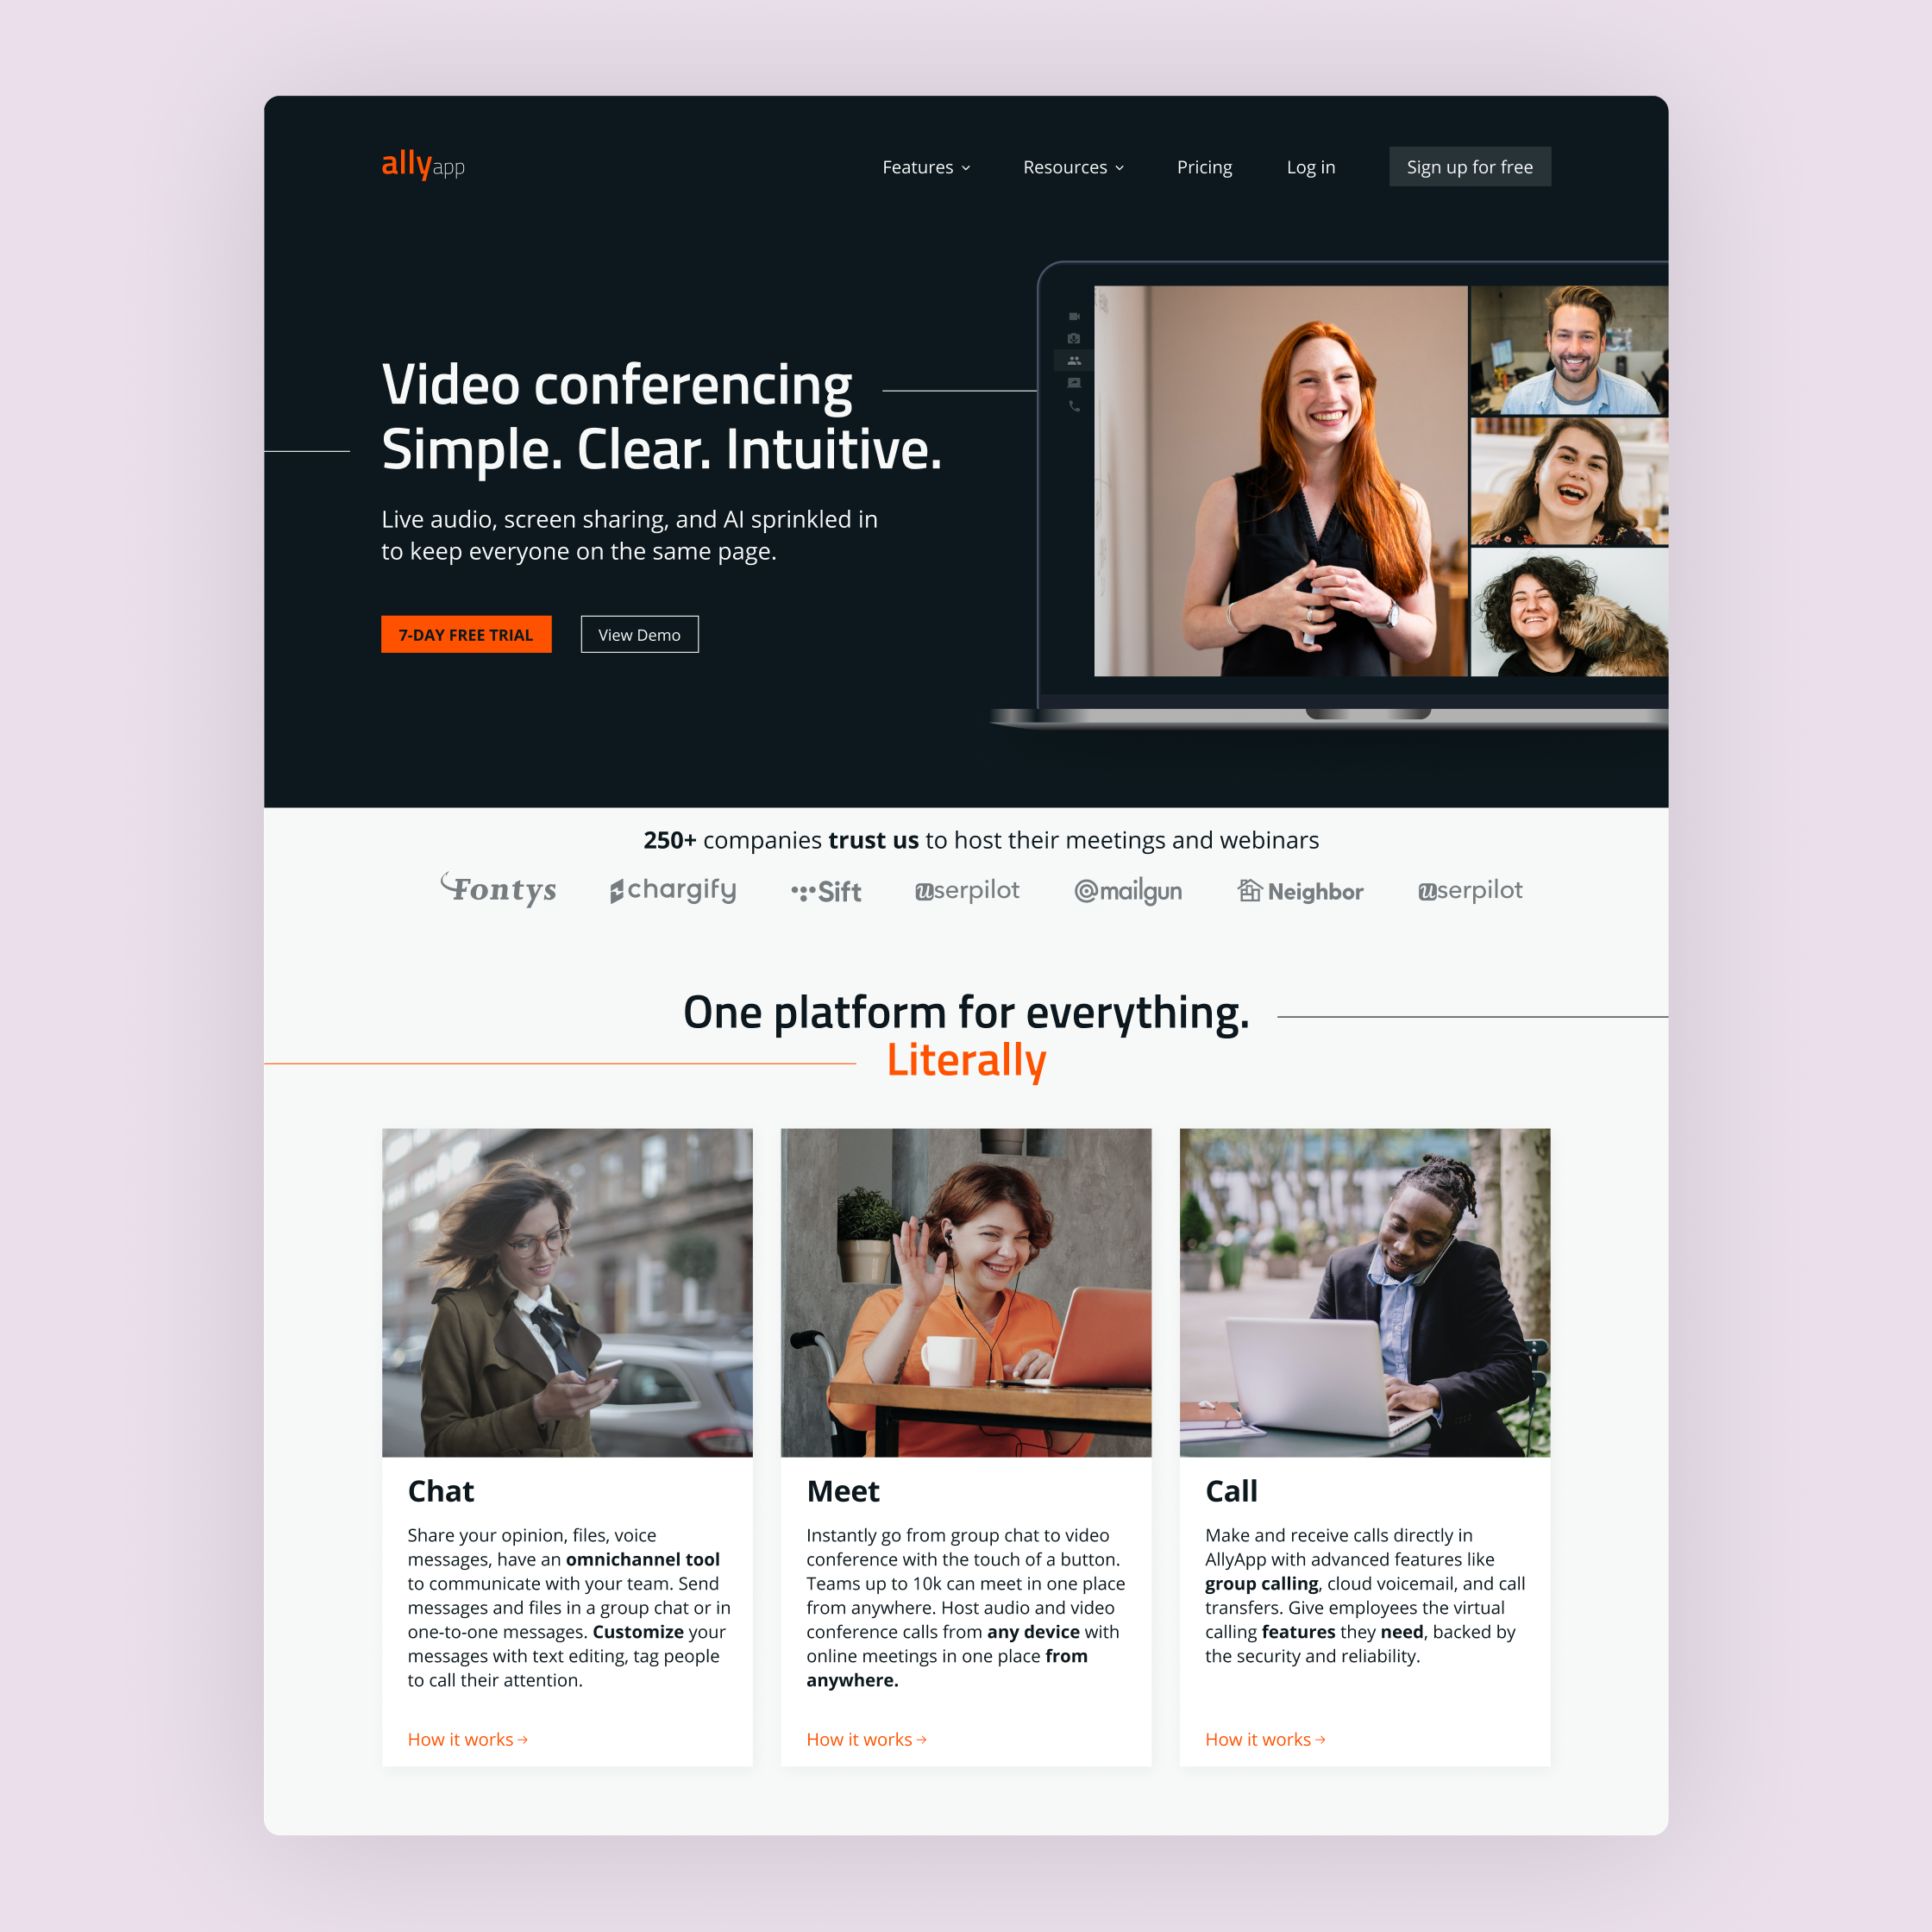 allyapp
Features
Resources
Pricing
Log in
Sign up for free
Video conferencing
Simple. Clear. Intuitive.
Live audio, screen sharing, and AI sprinkled in
to keep everyone on the same page.
7-DAY FREE TRIAL
View Demo
250+ companies trust us to host their meetings and webinars
Fontys
chargify
Sift
userpilot
mailgun
Neighbor
userpilot
One platform for everything.
Literally
Chat
Share your opinion, files, voice
messages, have an omnichannel tool
to communicate with your team. Send
messages and files in a group chat or in
one-to-one messages. Customize your
messages with text editing, tag people
to call their attention.
How it works→
Meet
Instantly go from group chat to video
conference with the touch of a button.
Teams up to 10k can meet in one place
from anywhere. Host audio and video
conference calls from any device with
online meetings in one place from
anywhere.
How it works→
Call
Make and receive calls directly in
AllyApp with advanced features like
group calling, cloud voicemail, and call
transfers. Give employees the virtual
calling features they need, backed by
the security and reliability.
How it works→